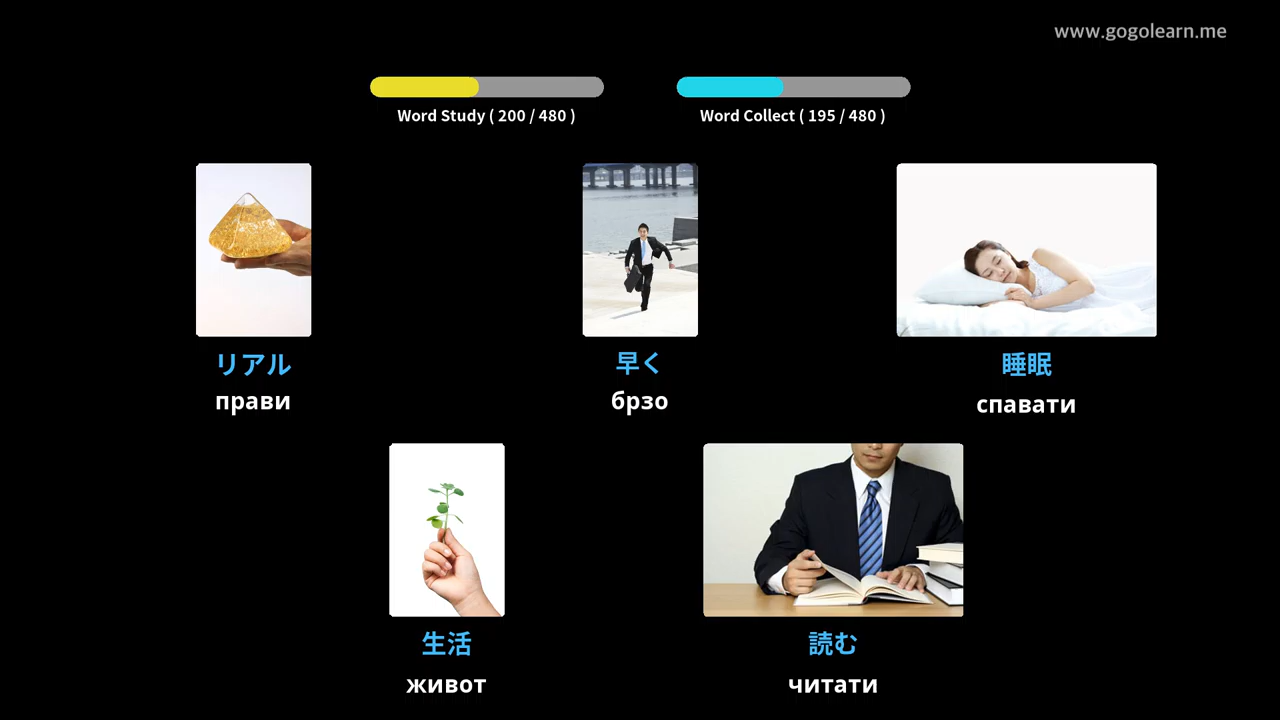 www.gogolearn.me
Word Study ( 200 / 480 )
Word Collect ( 195 / 480 )
リアル
прави
早く
брзо
睡眠
спавати
生活
живот
読む
читати